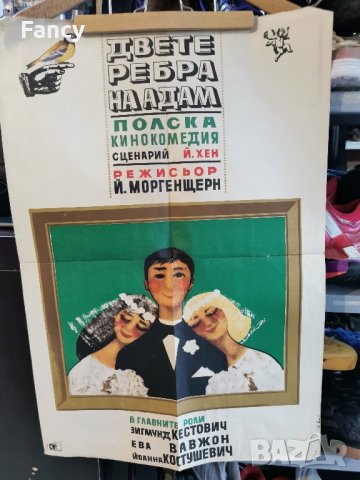 Fancy
ДВЕТЕ
РЕБРА
НА АДАМ
ПОЛСКА
КИНОКОМЕДИЯ
СЦЕНАРИЙ Й. ХЕН
РЕЖИСЬОР
Й. МОРГЕНЩЕРН
В ГЛАВНИТЕ РОЛИ
ЗИГМУНД КЕСТОВИЧ
ЕВА ВАВЖОН
ЙОАННА КОСТУШЕВИЧ
bazar